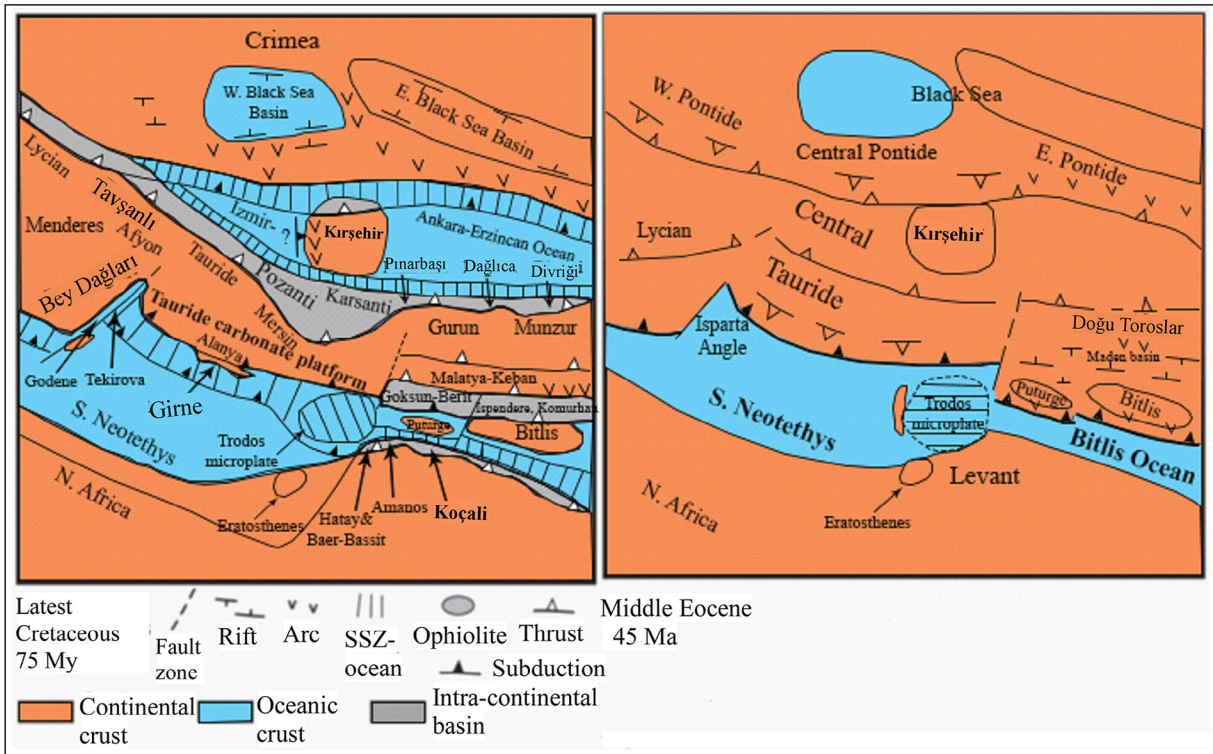 Crimea
W. Black Sea
Basin
E. Black Sea Basin
Lycian
Tavşanlı
Menderes
Afyon
Izmir- ?
Kırşehir
Ankara-Erzincan Ocean
Tauride
Pozanti
Karsanti
Pınarbaşı
Dağlıca
Divriği
Bey Dağları
Mersin
Gurun
Munzur
Tauride carbonate platform
Alanya
Malatya-Keban
Goksun-Berit
Ispendere, Komurhan
Godene
Tekirova
Girne
Puturge
Bitlis
S. Neotethys
Trodos
microplate
N. Africa
Eratosthenes
Hatay&
Baer-Bassit
Amanos
Koçali
W. Pontide
Black Sea
Central Pontide
E. Pontide
Central
Kırşehir
Lycian
Tauride
Isparta
Angle
Doğu Toroslar
Maden basin
Puturge
Bitlis
Trodos
microplate
S. Neotethys
Bitlis Ocean
Levant
N. Africa
Eratosthenes
Latest
Cretaceous
75 My
Fault
zone
Rift
Arc
SSZ-
ocean
Ophiolite
Thrust
Middle Eocene
45 Ma
Subduction
Continental
crust
Oceanic
crust
Intra-continental
basin